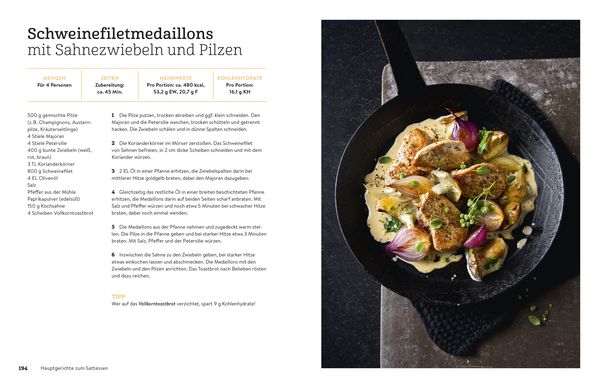 Schweinefiletmedaillons
mit Sahnezwiebeln und Pilzen
MENGEN
Für 4 Personen
ZEITEN
Zubereitung:
ca. 45 Min.
NÄHRWERTE
Pro Portion: ca. 480 kcal,
53,2 g EW, 20,7 g F
KOHLENHYDRATE
Pro Portion:
16,1 g KH
500 g gemischte Pilze
(z. B. Champignons, Austern-
pilze, Kräuterseitlinge)
4 Stiele Majoran
4 Stiele Petersilie
400 g bunte Zwiebeln (weiß,
rot, braun)
3 TL Korianderkörner
800 g Schweinefilet
4 EL Olivenöl
Salz
Pfeffer aus der Mühle
Paprikapulver (edelsüß)
150 g Kochsahne
4 Scheiben Vollkorntoastbrot
1 Die Pilze putzen, trocken abreiben und ggf. klein schneiden. Den
Majoran und die Petersilie waschen, trocken schütteln und getrennt
hacken. Die Zwiebeln schälen und in dünne Spalten schneiden.
2 Die Korianderkörner im Mörser zerstoßen. Das Schweinefilet
von Sehnen befreien, in 2 cm dicke Scheiben schneiden und mit dem
Koriander würzen.
3 2 EL Öl in einer Pfanne erhitzen, die Zwiebelspalten darin bei
mittlerer Hitze goldgelb braten, dabei den Majoran dazugeben.
4 Gleichzeitig das restliche Öl in einer breiten beschichteten Pfanne
erhitzen, die Medaillons darin auf beiden Seiten scharf anbraten. Mit
Salz und Pfeffer würzen und noch etwa 5 Minuten bei schwacher Hitze
braten, dabei noch einmal wenden.
5 Die Medaillons aus der Pfanne nehmen und zugedeckt warm stel-
len. Die Pilze in die Pfanne geben und bei starker Hitze etwa 3 Minuten
braten. Mit Salz, Pfeffer und der Petersilie würzen.
6 Inzwischen die Sahne zu den Zwiebeln geben, bei starker Hitze
etwas einkochen lassen und abschmecken. Die Medaillons mit den
Zwiebeln und den Pilzen anrichten. Das Toastbrot nach Belieben rösten
und dazu reichen.
TIPP
Wer auf das Vollkorntoastbrot verzichtet, spart 9 g Kohlenhydrate!
194 Hauptgerichte zum Sattessen